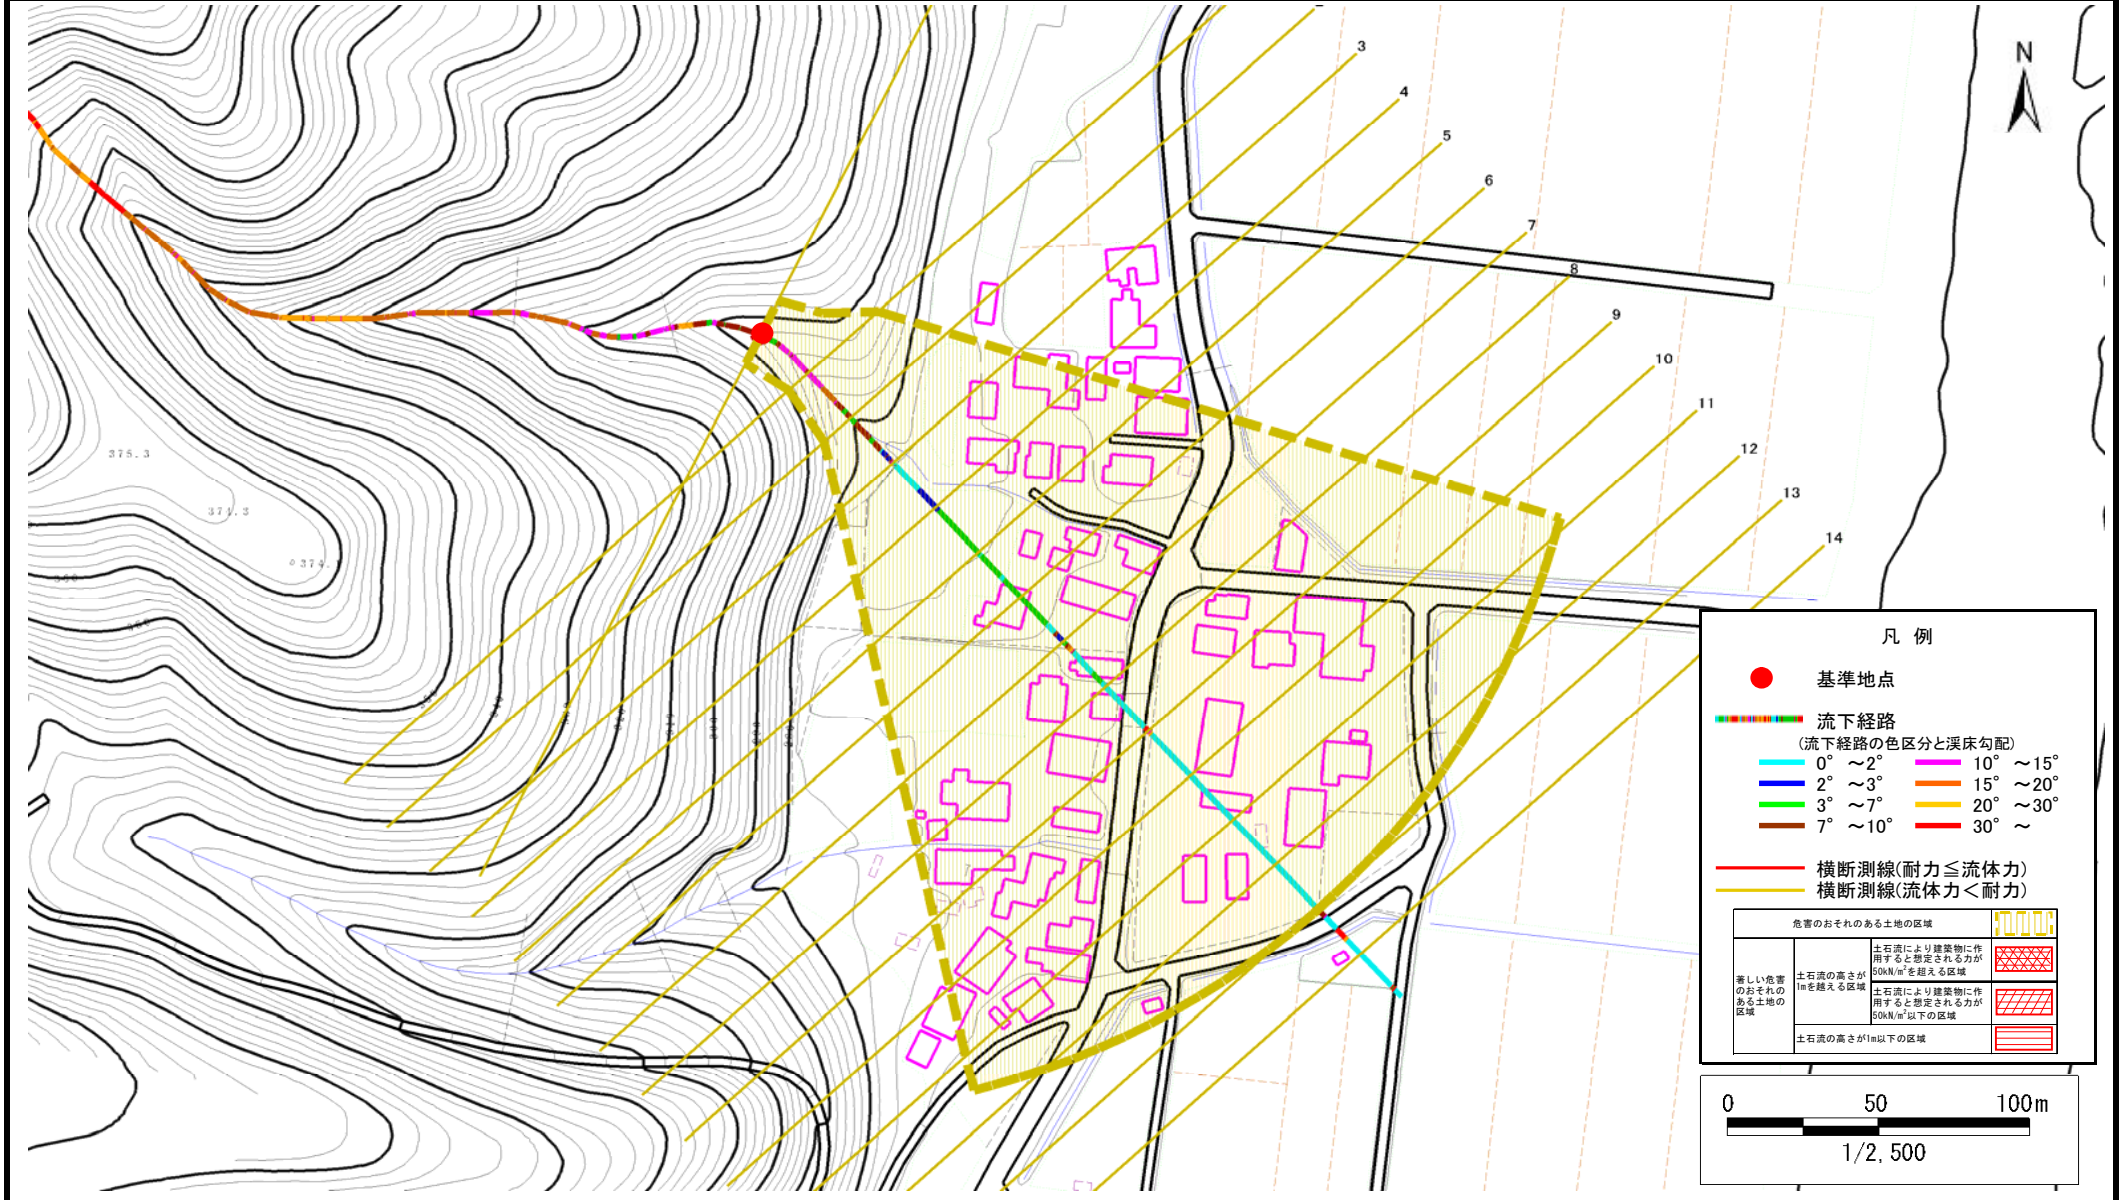 3
4
5
6
7
8
9
10
11
12
13
14
N
375.3
374.3
374.
凡 例
基準地点
流下経路
(流下経路の色区分と渓床勾配)
0° ～2° 10° ～15°
2° ～3° 15° ～20°
3° ～7° 20° ～30°
7° ～10° 30° ～
横断測線(耐力≦流体力)
横断測線(流体力＜耐力)
危害のおそれのある土地の区域
著しい危害
のおそれの
ある土地の
区域
土石流の高さが
1mを越える区域
土石流により建築物に作
用すると想定される力が
50kN/m²を超える区域
土石流により建築物に作
用すると想定される力が
50kN/m²以下の区域
土石流の高さが1m以下の区域
0 50 100m
1/2,500